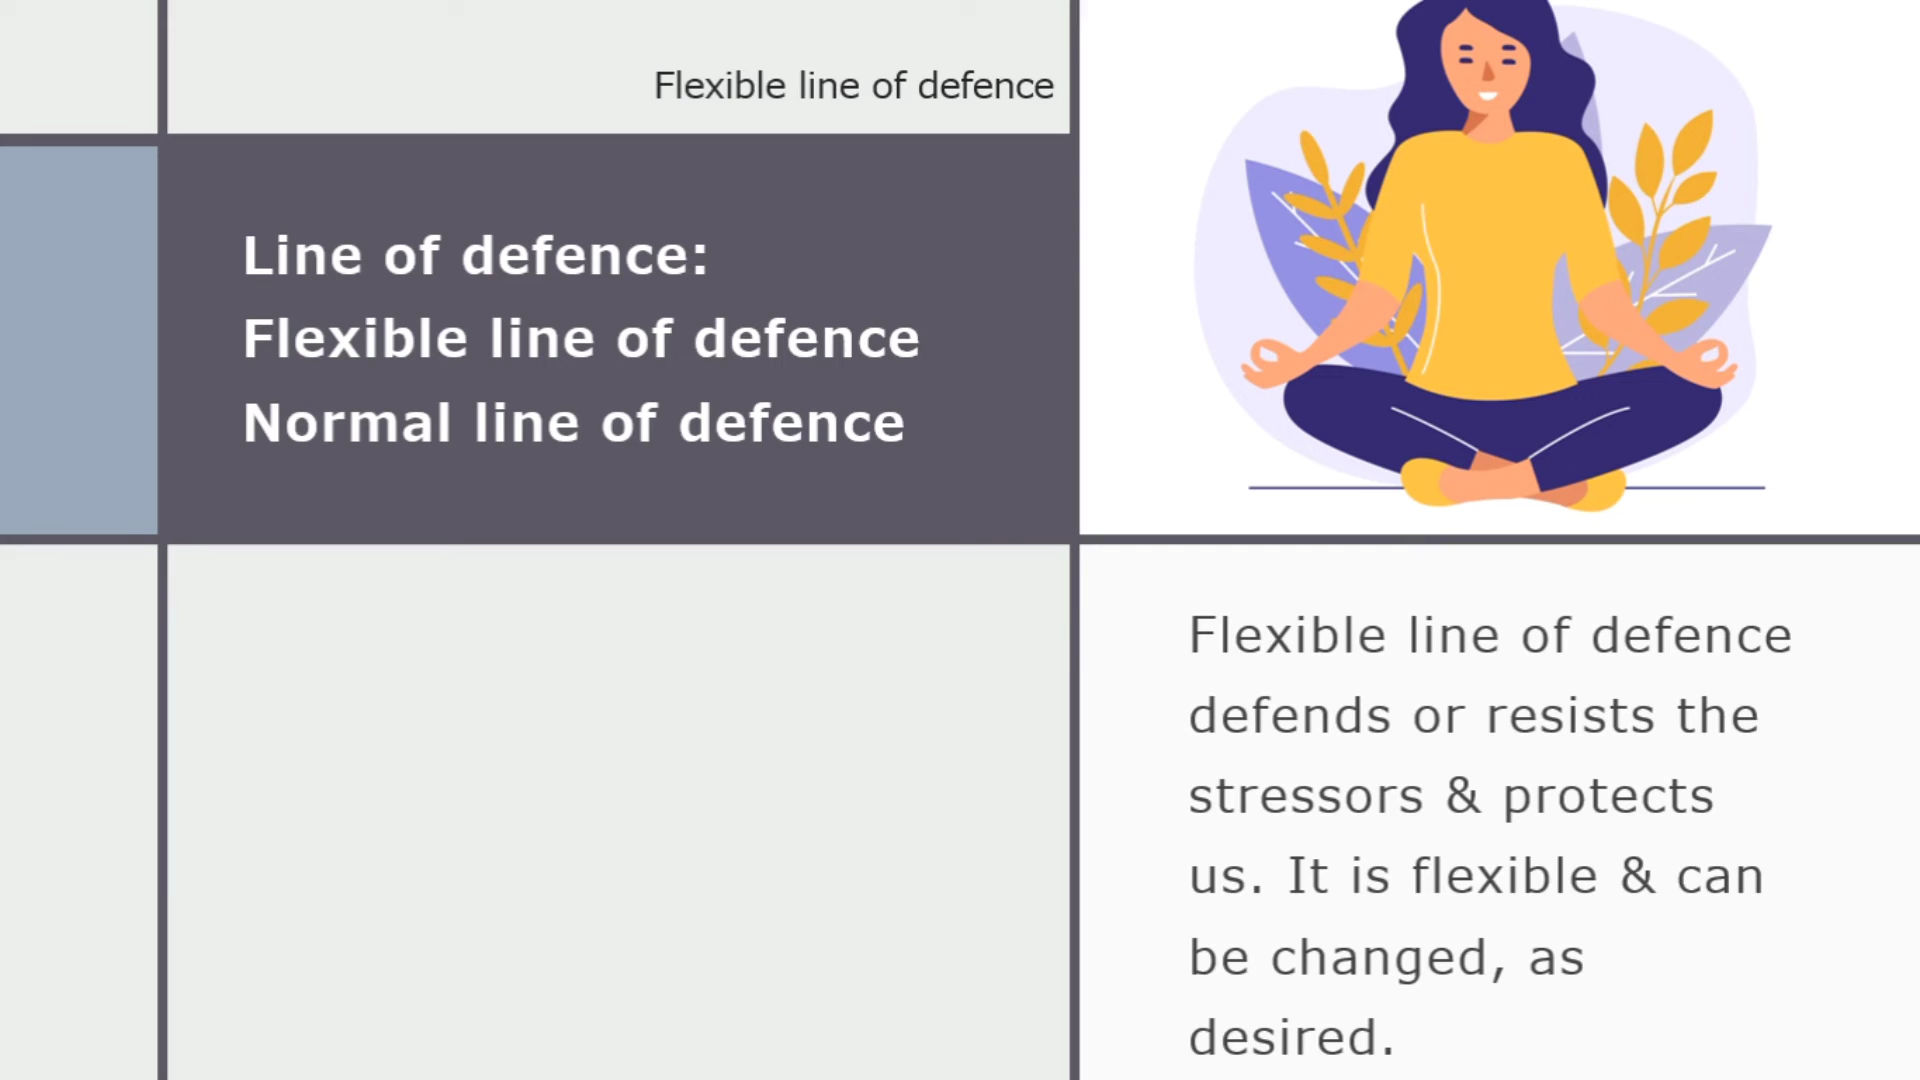 Flexible line of defence
Line of defence:
Flexible line of defence
Normal line of defence
Flexible line of defence
defends or resists the
stressors & protects
us. It is flexible & can
be changed, as
desired.